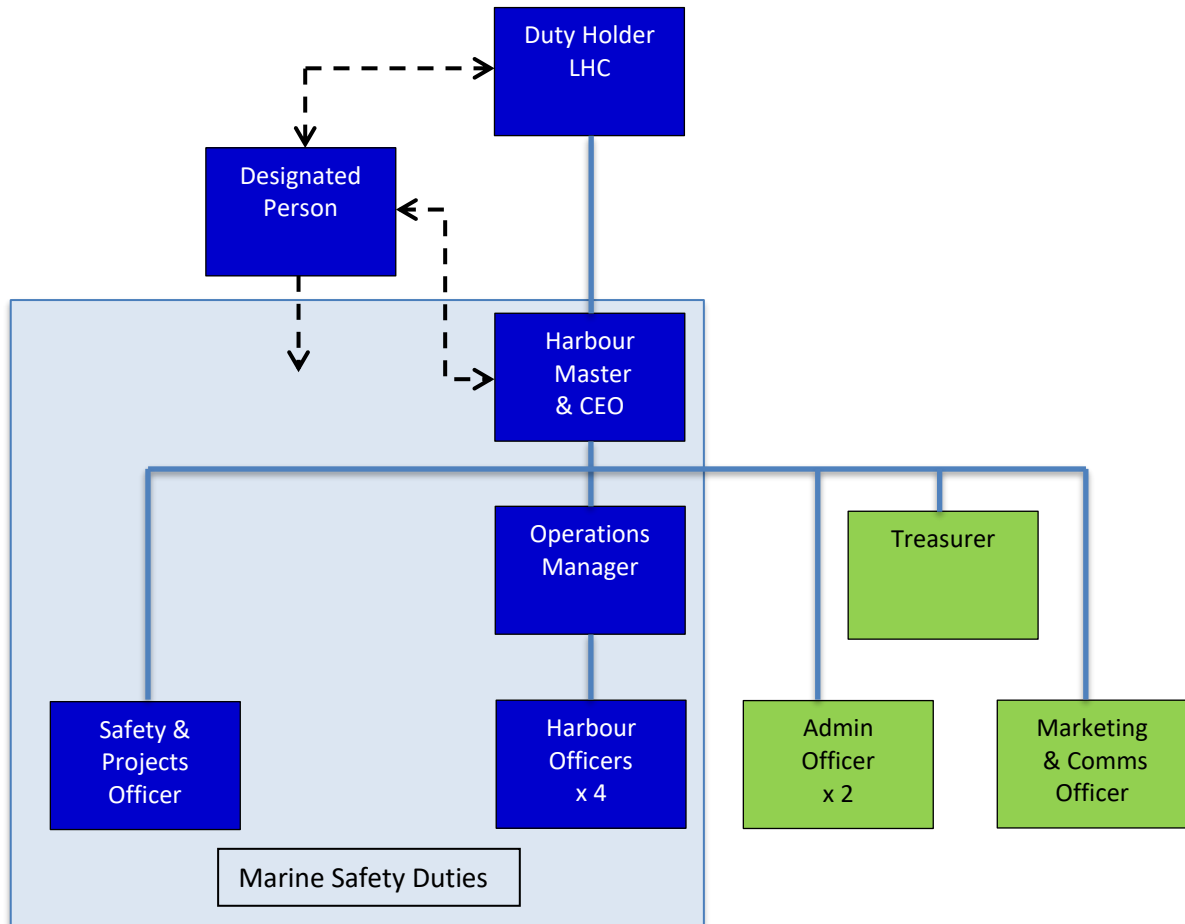 Duty Holder
LHC
Designated
Person
Harbour
Master
& CEO
Operations
Manager
Treasurer
Safety &
Projects
Officer
Harbour
Officers
x 4
Admin
Officer
x 2
Marketing
& Comms
Officer
Marine Safety Duties